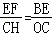 EF/CH = BE/OC